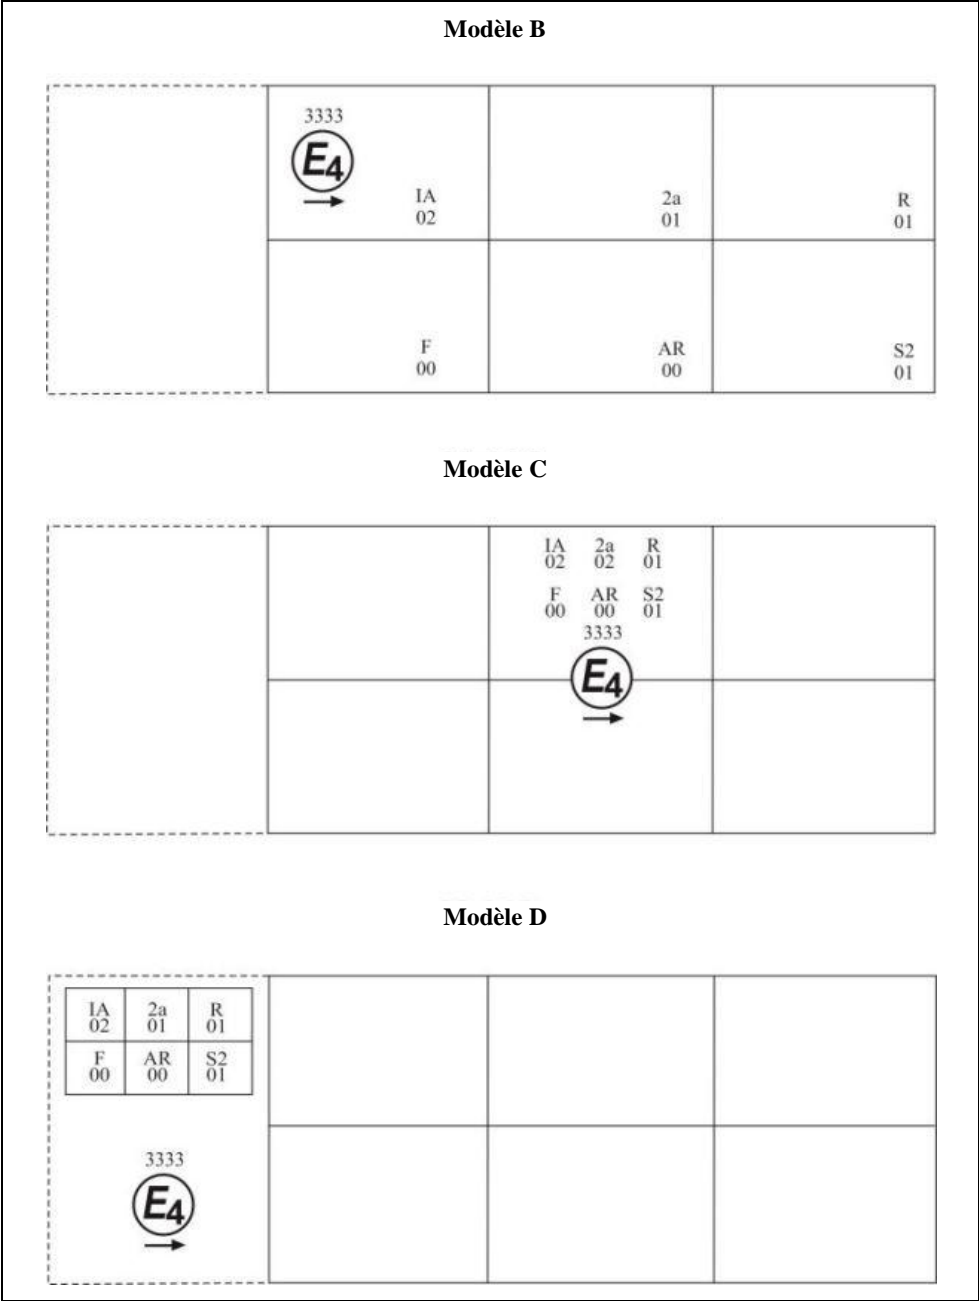 Modèle B
3333
E4
IA 2a R
02 01 01
F AR S2
00 00 01
Modèle C
IA 2a R
02 02 01
F AR S2
00 00 01
3333
E4
Modèle D
IA 2a R
02 01 01
F AR S2
00 00 01
3333
E4